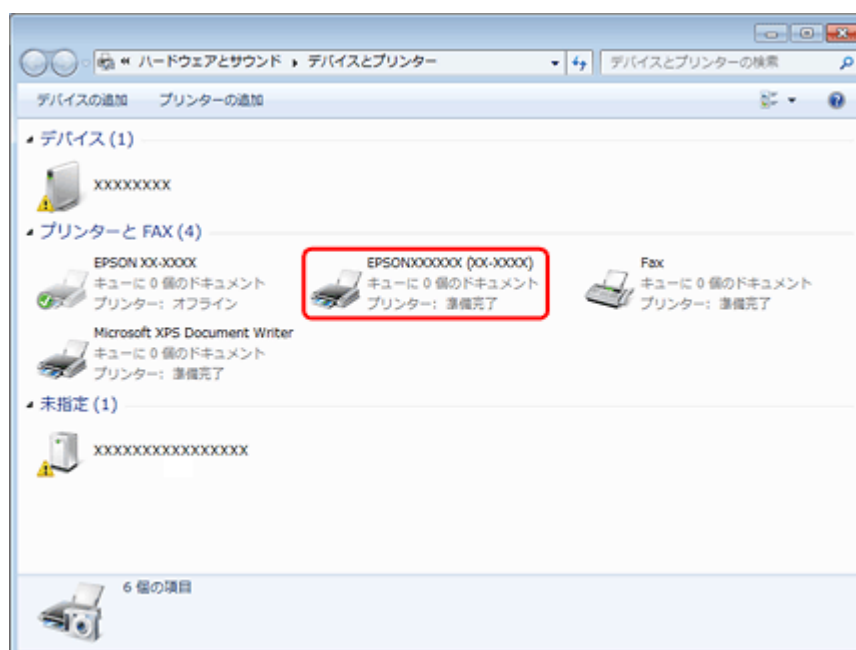 « ハードウェアとサウンド ▸ デバイスとプリンター
デバイスとプリンターの検索
デバイスの追加 プリンターの追加
デバイス (1)
XXXXXXXX
プリンターと FAX (4)
EPSON XX-XXXX
キューに 0 個のドキュメント
プリンター: オフライン
EPSONXXXXXX (XX-XXXX)
キューに 0 個のドキュメント
プリンター: 準備完了
Fax
キューに 0 個のドキュメント
プリンター: 準備完了
Microsoft XPS Document Writer
キューに 0 個のドキュメント
プリンター: 準備完了
未指定 (1)
XXXXXXXXXXXXXXXX
6 個の項目